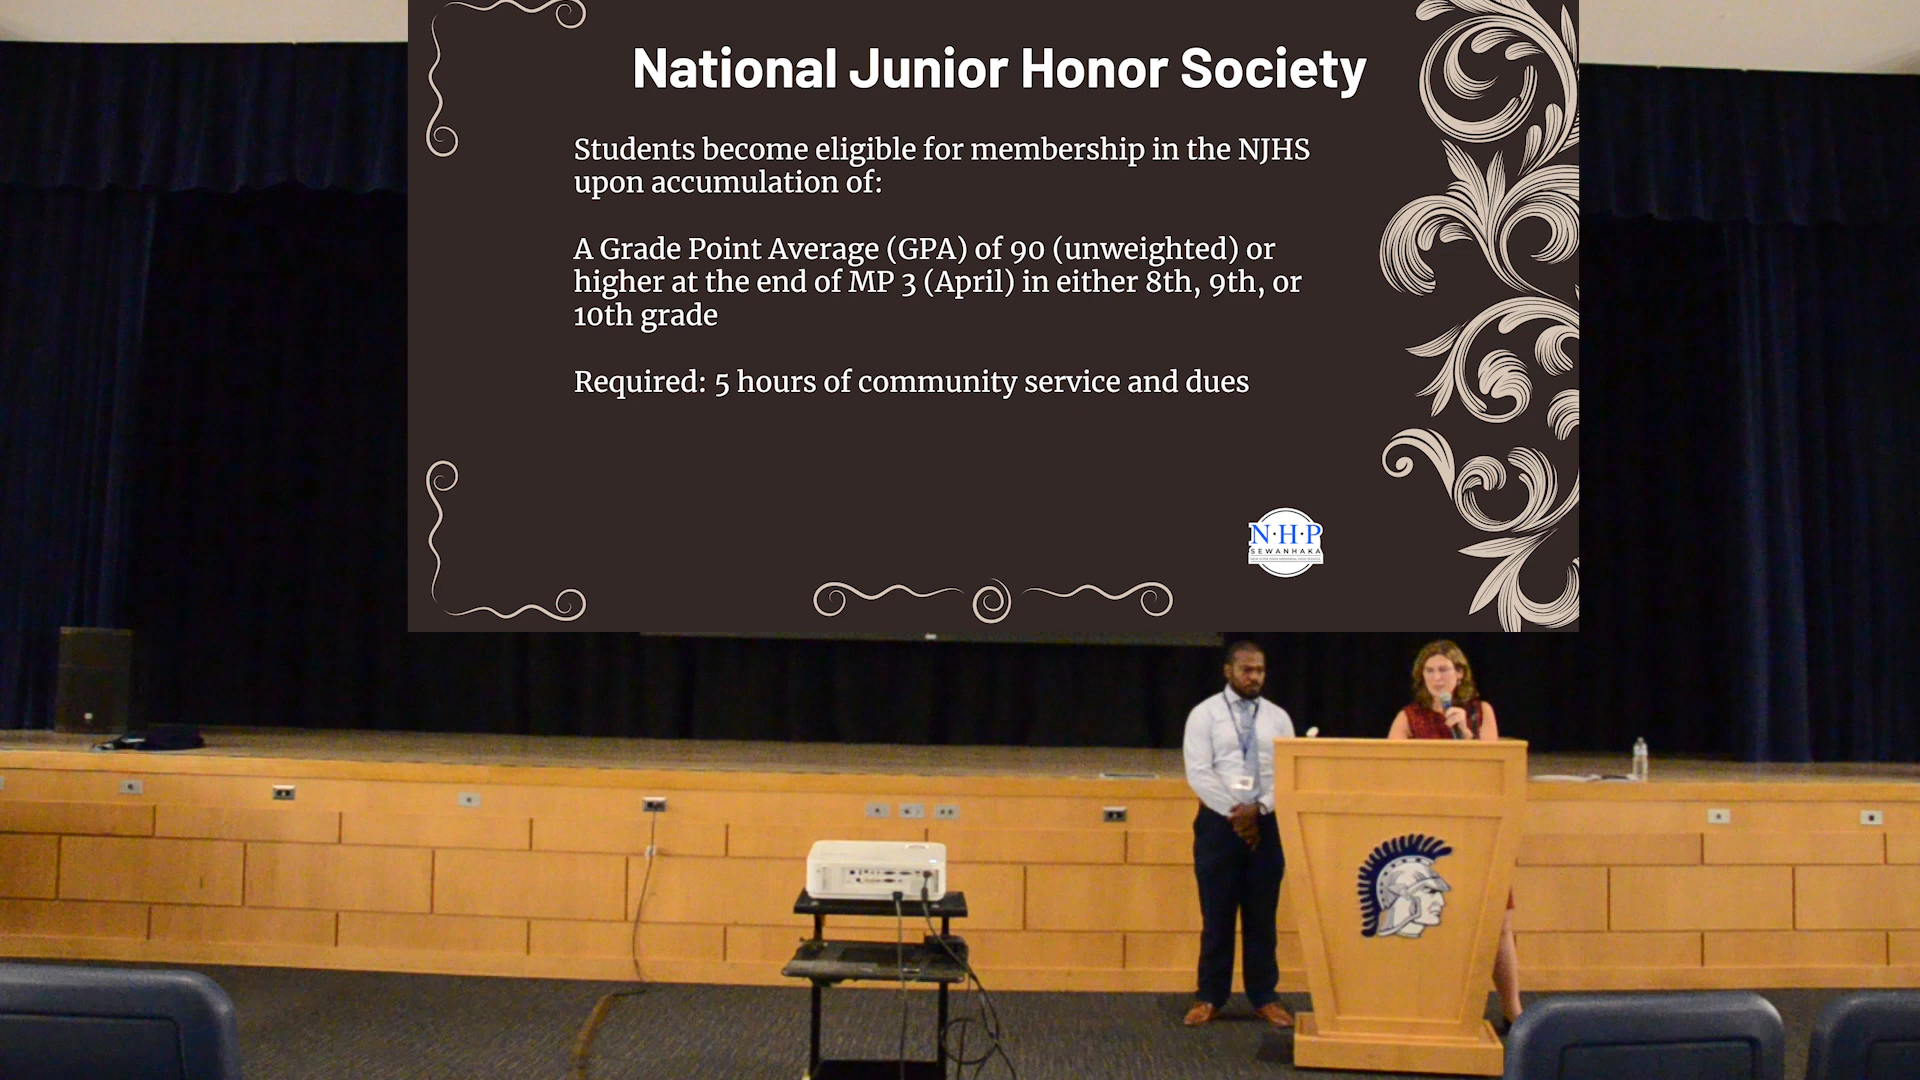 National Junior Honor Society
Students become eligible for membership in the NJHS
upon accumulation of:
A Grade Point Average (GPA) of 90 (unweighted) or
higher at the end of MP 3 (April) in either 8th, 9th, or
10th grade
Required: 5 hours of community service and dues
N·H·P
SEWANHAKA